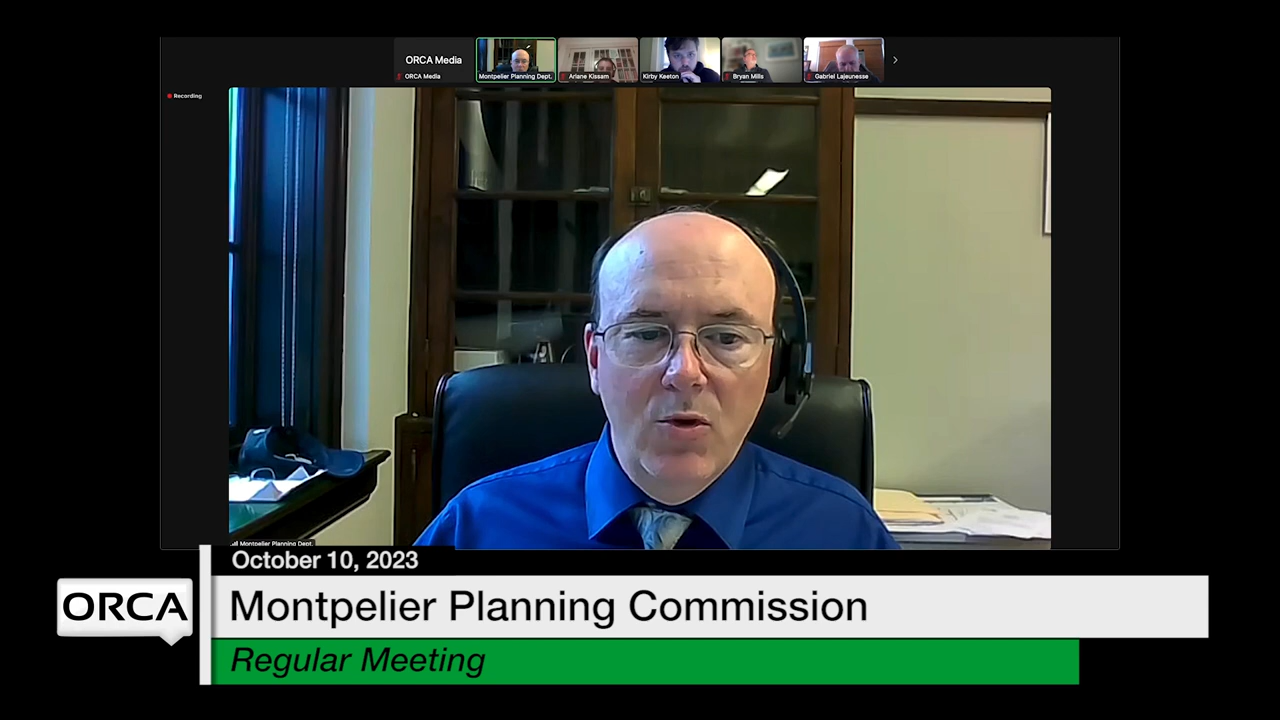 ORCA Media
ORCA Media
Montpelier Planning Dept.
Ariane Kissam
Kirby Keeton
Bryan Mills
Gabriel Lajeunesse
Recording
Montpelier Planning Dept.
October 10, 2023
ORCA
Montpelier Planning Commission
Regular Meeting